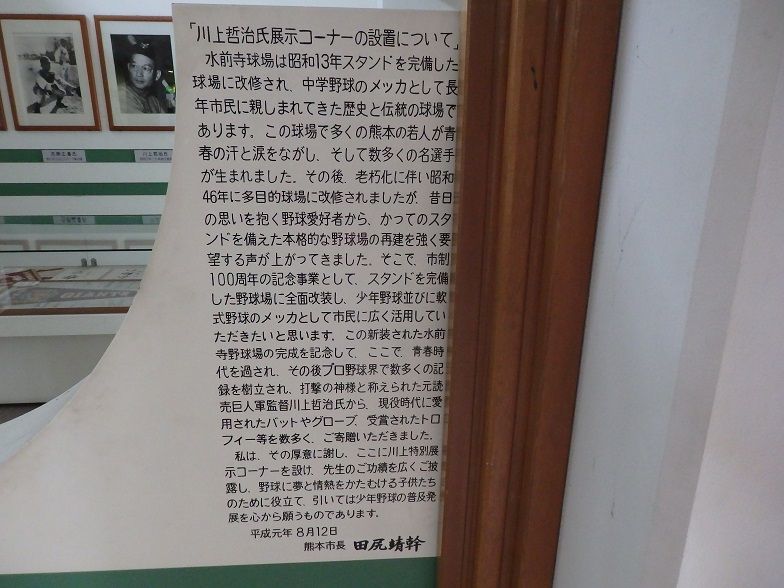 「川上哲治氏展示コーナーの設置について」
水前寺球場は昭和13年スタンドを完備した
球場に改修され、中学野球のメッカとして長
年市民に親しまれてきた歴史と伝統の球場で
あります。この球場で多くの熊本の若人が青
春の汗と涙をながし、そして数多くの名選手
が生まれました。その後、老朽化に伴い昭和
46年に多目的球場に改修されましたが、昔日
の思いを抱く野球愛好者から、かってのスタ
ンドを備えた本格的な野球場の再建を強く要
望する声が上がってきました。そこで、市制
100周年の記念事業として、スタンドを完備
した野球場に全面改装し、少年野球並びに軟
式野球のメッカとして市民に広く活用してい
ただきたいと思います。この新装された水前
寺野球場の完成を記念して、ここで、青春時
代を過され、その後プロ野球界で数多くの記
録を樹立され、打撃の神様と称えられた元読
売巨人軍監督川上哲治氏から、現役時代に愛
用されたバットやグローブ、受賞されたトロ
フィー等を数多く、ご寄贈いただきました。
私は、その厚意に謝し、ここに川上特別展
示コーナーを設け、先生のご功績を広くご披
露し、野球に夢と情熱をかたむける子供たち
のために役立て、引いては少年野球の普及発
展を心から願うものであります。
平成元年8月12日
熊本市長 田尻靖幹